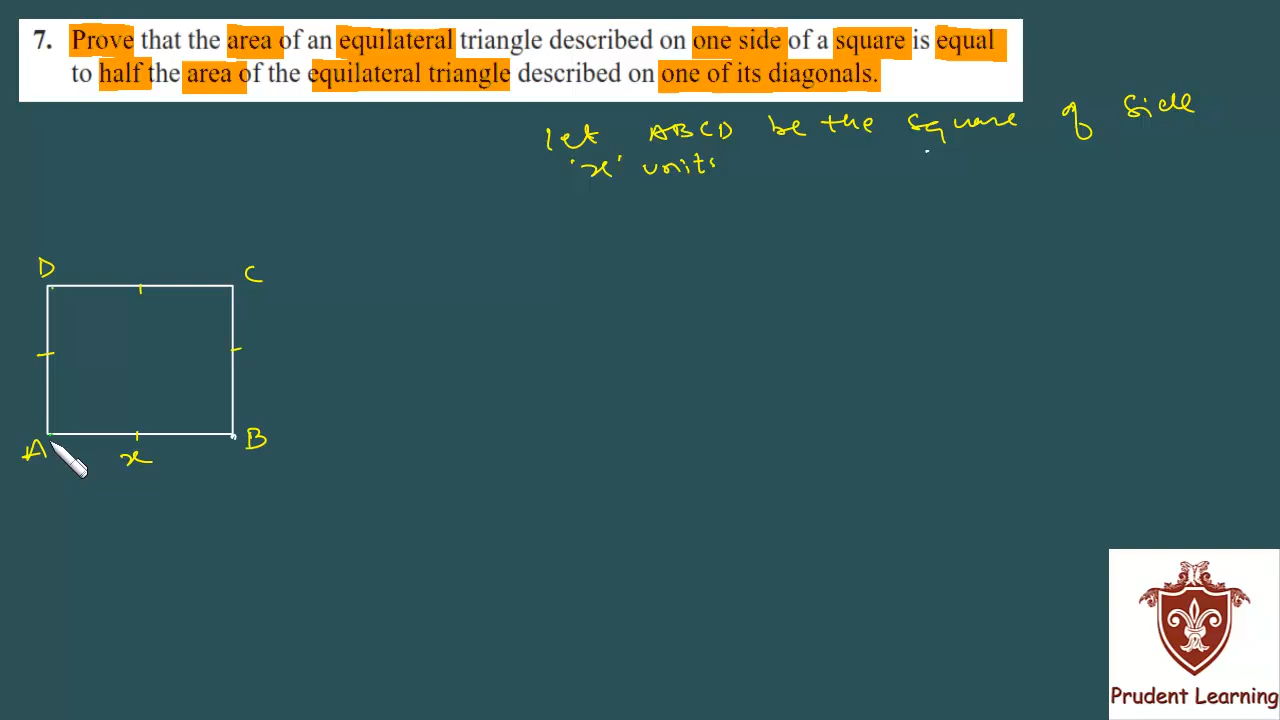 7. Prove that the area of an equilateral triangle described on one side of a square is equal
to half the area of the equilateral triangle described on one of its diagonals.
let ABCD be the square of side
'x' units
D C
A x B
Prudent Learning